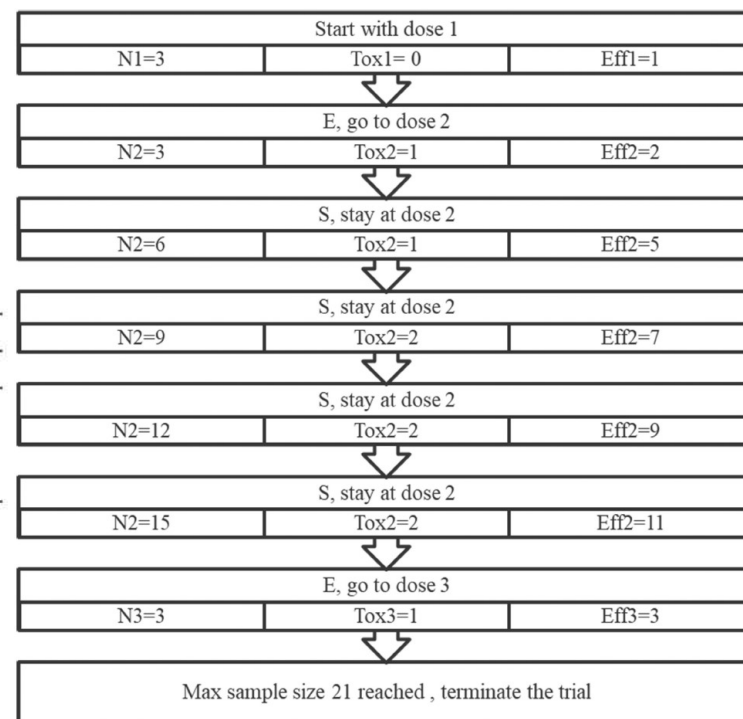 Start with dose 1
N1=3 Tox1= 0 Eff1=1
E, go to dose 2
N2=3 Tox2=1 Eff2=2
S, stay at dose 2
N2=6 Tox2=1 Eff2=5
S, stay at dose 2
N2=9 Tox2=2 Eff2=7
S, stay at dose 2
N2=12 Tox2=2 Eff2=9
S, stay at dose 2
N2=15 Tox2=2 Eff2=11
E, go to dose 3
N3=3 Tox3=1 Eff3=3
Max sample size 21 reached , terminate the trial